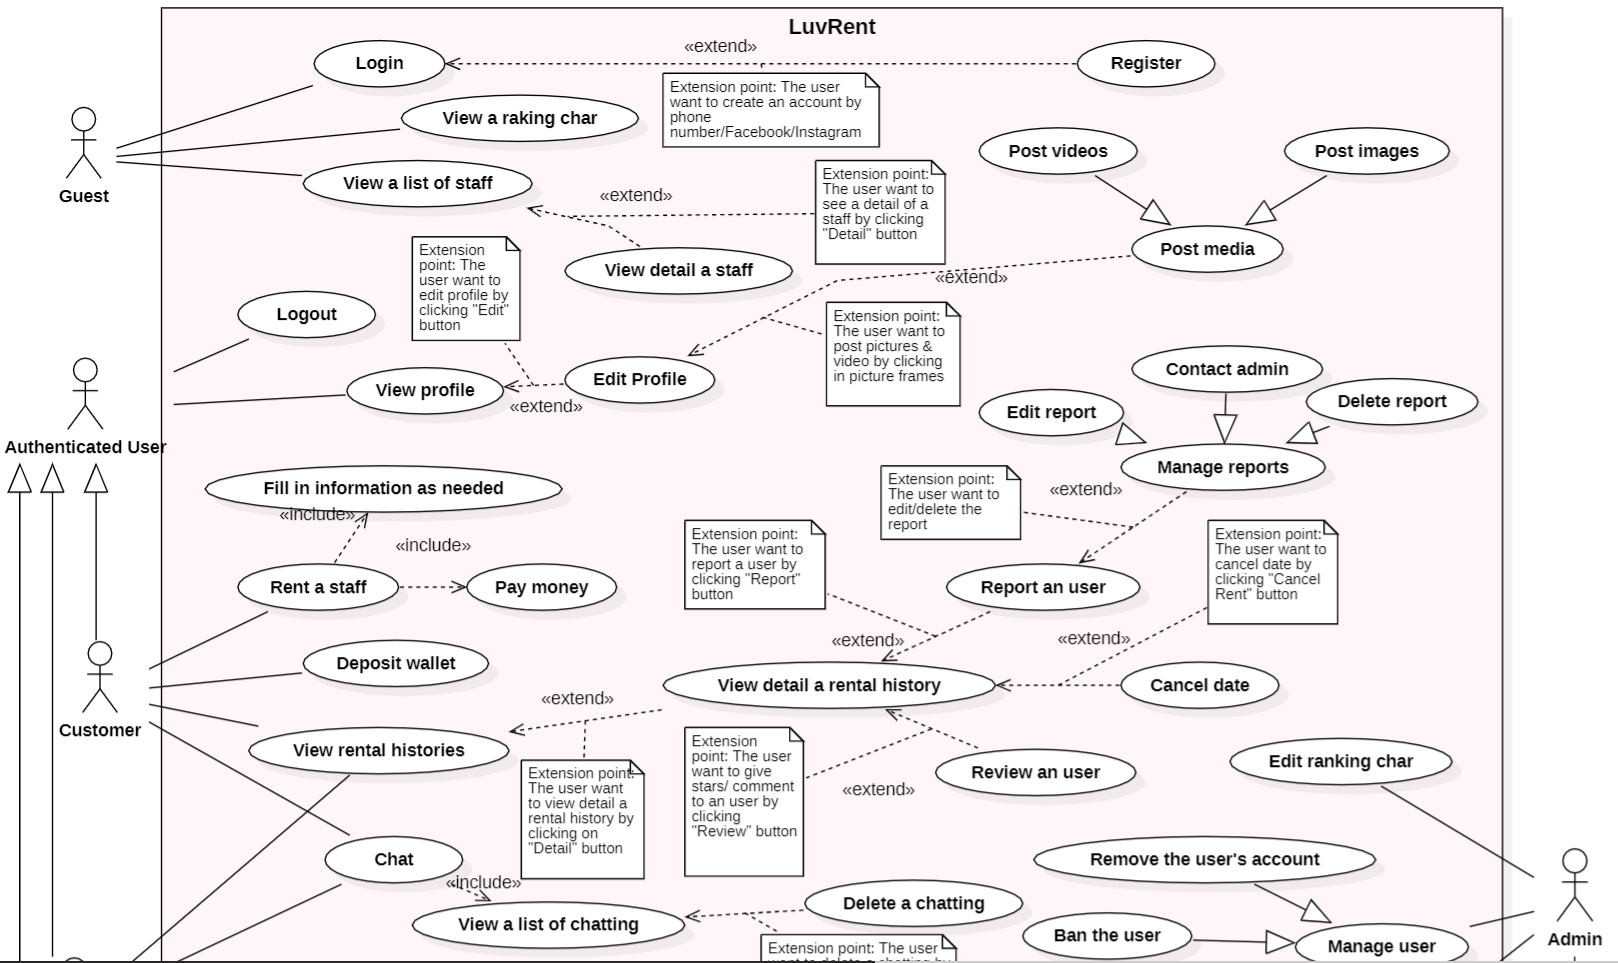 LuvRent
«extend»
Login
Register
Extension point: The user
want to create an account by
phone
number/Facebook/Instagram
View a raking char
Guest
Post videos
Post images
View a list of staff
«extend»
Extension point:
The user want to
see a detail of a
staff by clicking
"Detail" button
View detail a staff
Post media
«extend»
Extension
point: The
user want to
edit profile by
clicking "Edit"
button
Logout
Extension point:
The user want to
post pictures &
video by clicking
in picture frames
View profile
Edit Profile
«extend»
Contact admin
Edit report
Delete report
Authenticated User
Manage reports
Fill in information as needed
«include»
«include»
Extension point:
The user want to
edit/delete the
report
«extend»
Extension point:
The user want to
report a user by
clicking "Report"
button
Extension point:
The user want to
cancel date by
clicking "Cancel
Rent" button
Rent a staff
Pay money
Report an user
«extend»
«extend»
Deposit wallet
View detail a rental history
Cancel date
Customer
«extend»
View rental histories
Extension point:
The user want
to view detail a
rental history by
clicking on
"Detail" button
Extension
point: The user
want to give
stars/ comment
to an user by
clicking
"Review" button
Review an user
«extend»
Edit ranking char
Chat
«include»
Remove the user's account
View a list of chatting
Delete a chatting
Ban the user
Manage user
Admin
Extension point: The user
want to delete a chatting by